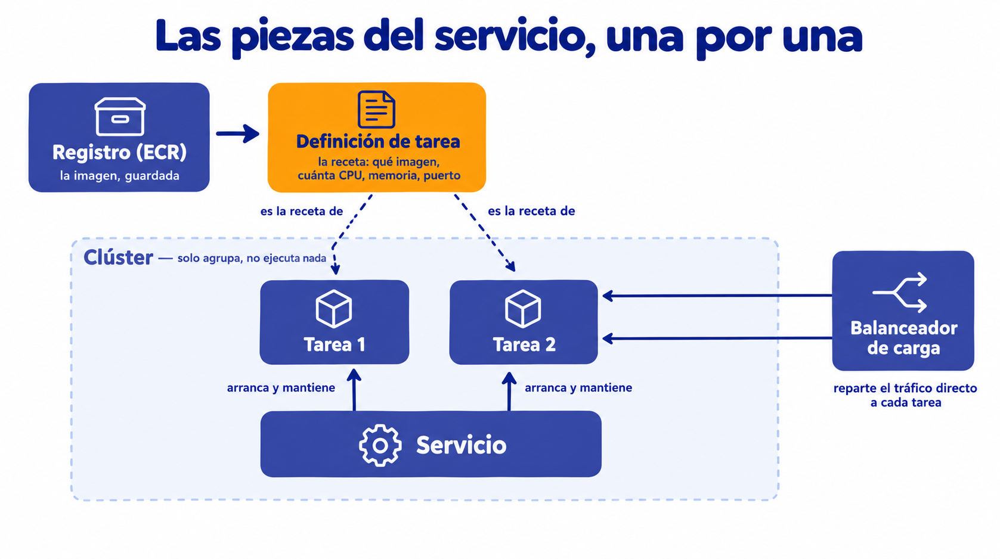 Las piezas del servicio, una por una
Registro (ECR)
la imagen, guardada
Definición de tarea
la receta: qué imagen,
cuánta CPU, memoria, puerto
es la receta de
es la receta de
Clúster — solo agrupa, no ejecuta nada
Tarea 1
Tarea 2
Balanceador
de carga
reparte el tráfico directo
a cada tarea
arranca y mantiene
arranca y mantiene
Servicio